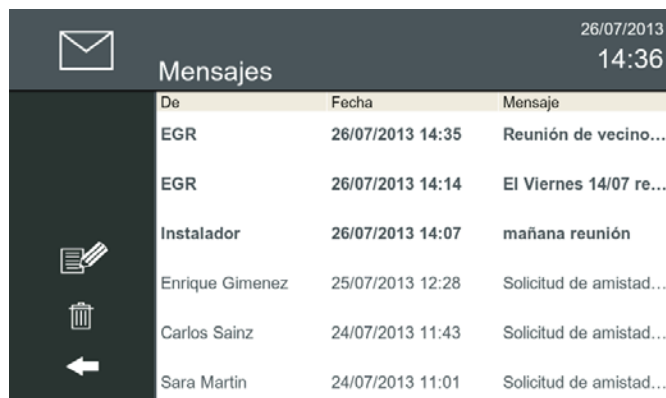 26/07/2013
14:36
Mensajes
De Fecha Mensaje
EGR 26/07/2013 14:35 Reunión de vecino...
EGR 26/07/2013 14:14 El Viernes 14/07 re...
Instalador 26/07/2013 14:07 mañana reunión
Enrique Gimenez 25/07/2013 12:28 Solicitud de amistad...
Carlos Sainz 24/07/2013 11:43 Solicitud de amistad...
Sara Martin 24/07/2013 11:01 Solicitud de amistad...